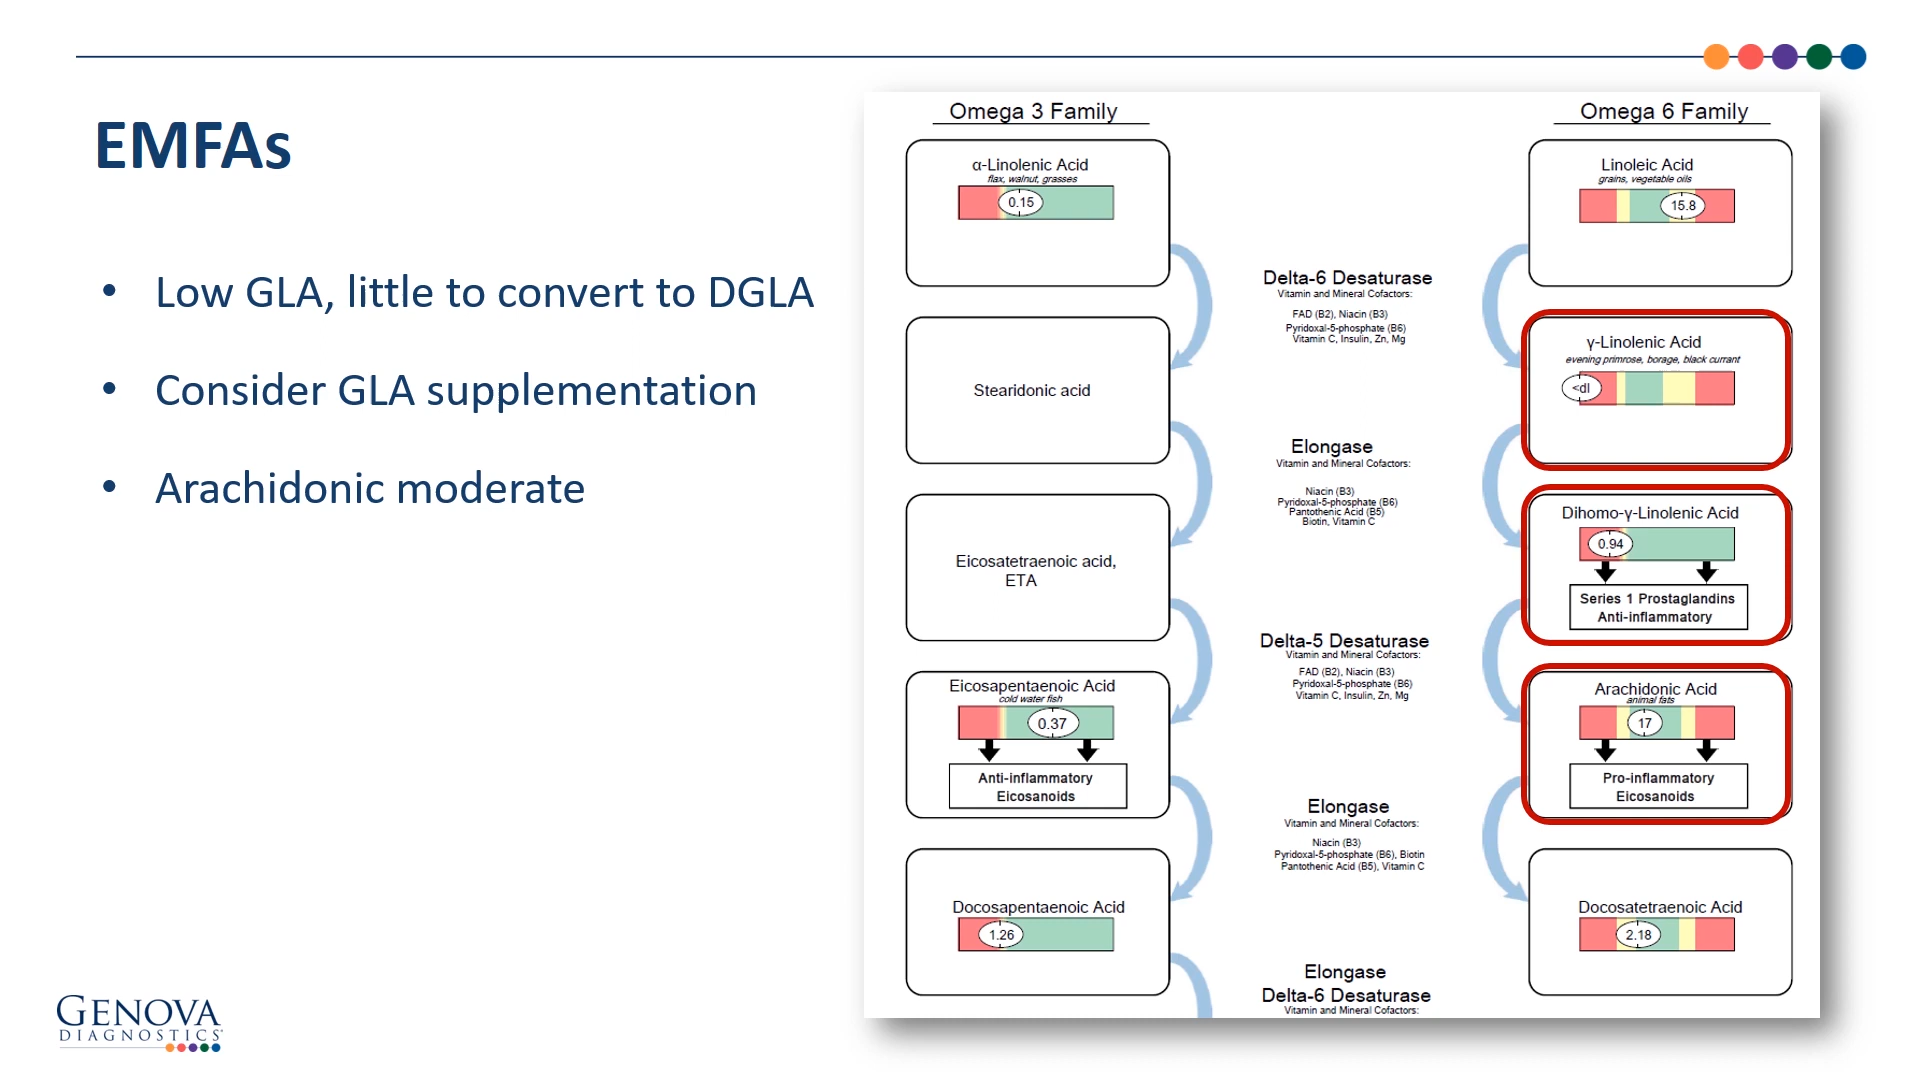 EMFAs
• Low GLA, little to convert to DGLA
• Consider GLA supplementation
• Arachidonic moderate
GENOVA
DIAGNOSTICS
Omega 3 Family
α-Linolenic Acid
flax, walnut, grasses
0.15
Stearidonic acid
Eicosatetraenoic acid,
ETA
Eicosapentaenoic Acid
cold water fish
0.37
Anti-inflammatory
Eicosanoids
Docosapentaenoic Acid
1.26
Delta-6 Desaturase
Vitamin and Mineral Cofactors:
FAD (B2), Niacin (B3)
Pyridoxal-5-phosphate (B6)
Vitamin C, Insulin, Zn, Mg
Elongase
Vitamin and Mineral Cofactors:
Niacin (B3)
Pyridoxal-5-phosphate (B6)
Pantothenic Acid (B5)
Biotin, Vitamin C
Delta-5 Desaturase
Vitamin and Mineral Cofactors:
FAD (B2), Niacin (B3)
Pyridoxal-5-phosphate (B6)
Vitamin C, Insulin, Zn, Mg
Elongase
Vitamin and Mineral Cofactors:
Niacin (B3)
Pyridoxal-5-phosphate (B6), Biotin
Pantothenic Acid (B5), Vitamin C
Elongase
Delta-6 Desaturase
Vitamin and Mineral Cofactors:
Omega 6 Family
Linoleic Acid
grains, vegetable oils
15.8
γ-Linolenic Acid
evening primrose, borage, black currant
<dl
Dihomo-γ-Linolenic Acid
0.94
Series 1 Prostaglandins
Anti-inflammatory
Arachidonic Acid
animal fats
17
Pro-inflammatory
Eicosanoids
Docosatetraenoic Acid
2.18